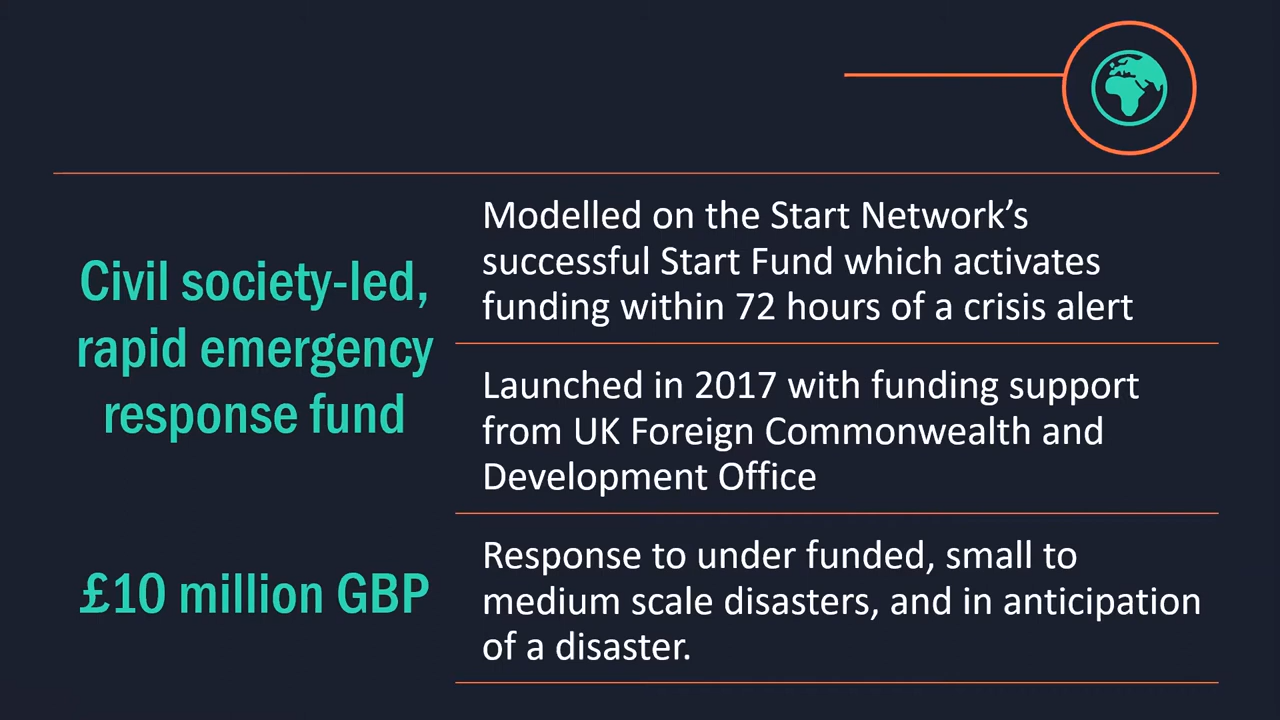 Civil society-led,
rapid emergency
response fund
£10 million GBP
Modelled on the Start Network’s
successful Start Fund which activates
funding within 72 hours of a crisis alert
Launched in 2017 with funding support
from UK Foreign Commonwealth and
Development Office
Response to under funded, small to
medium scale disasters, and in anticipation
of a disaster.